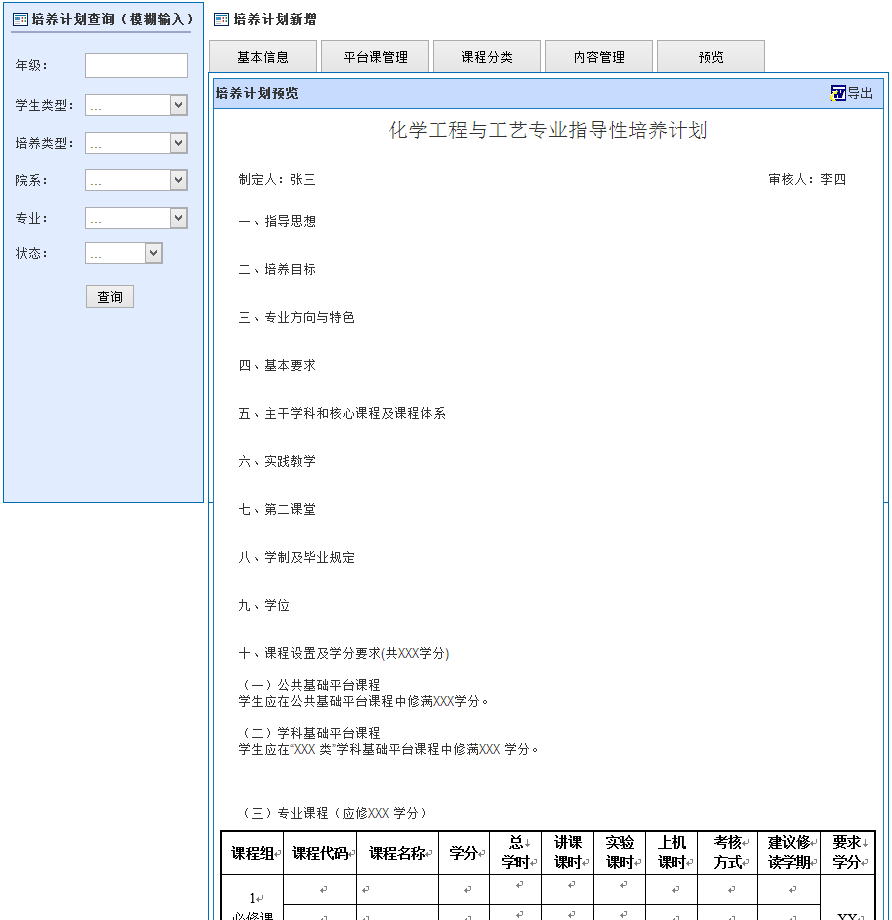 培养计划查询（模糊输入）
年级：
学生类型：
...
培养类型：
...
院系：
...
专业：
...
状态：
...
查询
培养计划新增
基本信息
平台课管理
课程分类
内容管理
预览
培养计划预览
导出
化学工程与工艺专业指导性培养计划
制定人：张三
审核人：李四
一、指导思想
二、培养目标
三、专业方向与特色
四、基本要求
五、主干学科和核心课程及课程体系
六、实践教学
七、第二课堂
八、学制及毕业规定
九、学位
十、课程设置及学分要求(共XXX学分)
（一）公共基础平台课程
学生应在公共基础平台课程中修满XXX学分。
（二）学科基础平台课程
学生应在“XXX 类”学科基础平台课程中修满XXX 学分。
（三）专业课程（应修XXX 学分）
课程组
课程代码
课程名称
学分
总
学时
讲课
课时
实验
课时
上机
课时
考核
方式
建议修
读学期
要求
学分
1
必修课
XX